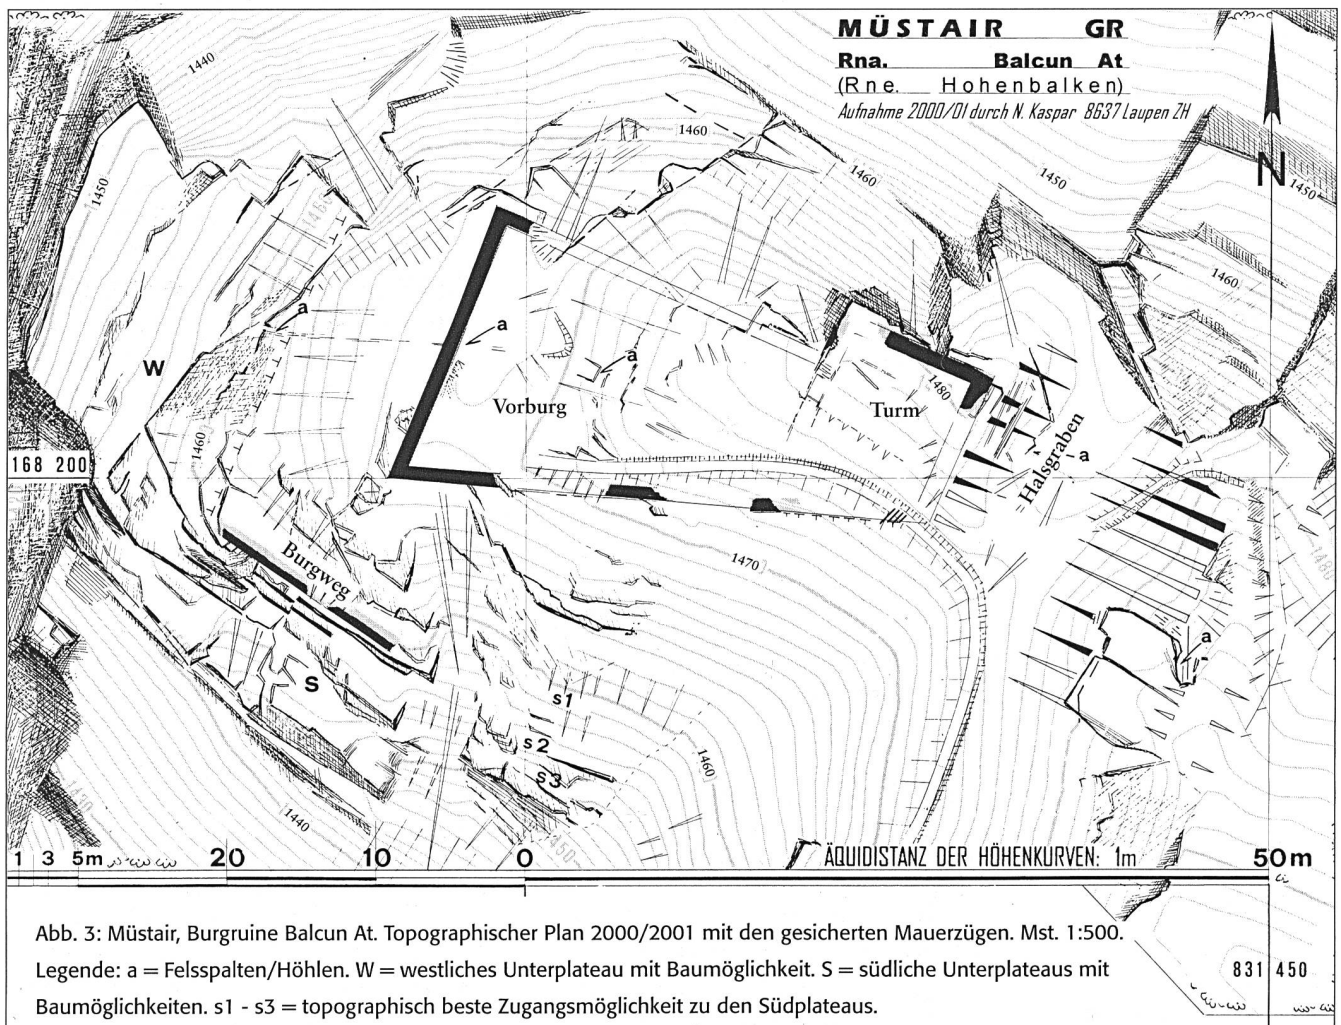 MÜSTAIR GR
Rna. Balcun At
(Rne. Hohenbalken)
Aufnahme 2000/01 durch N. Kaspar 8637 Laupen ZH
1440
1460
1460
1450
N
1450
1450
1460
1460
a
a
W
a
1480
Vorburg
Turm
1460
Halsgraben
a
168 200
Burgweg
1470
1480
a
S
s1
s2
1460
s3
1450
1440
1450
1 3 5m 20 10 0 ÄQUIDISTANZ DER HÖHENKURVEN: 1m 50m
Abb. 3: Müstair, Burgruine Balcun At. Topographischer Plan 2000/2001 mit den gesicherten Mauerzügen. Mst. 1:500.
Legende: a = Felsspalten/Höhlen. W = westliches Unterplateau mit Baumöglichkeit. S = südliche Unterplateaus mit
Baumöglichkeiten. s1 - s3 = topographisch beste Zugangsmöglichkeit zu den Südplateaus.
831 450